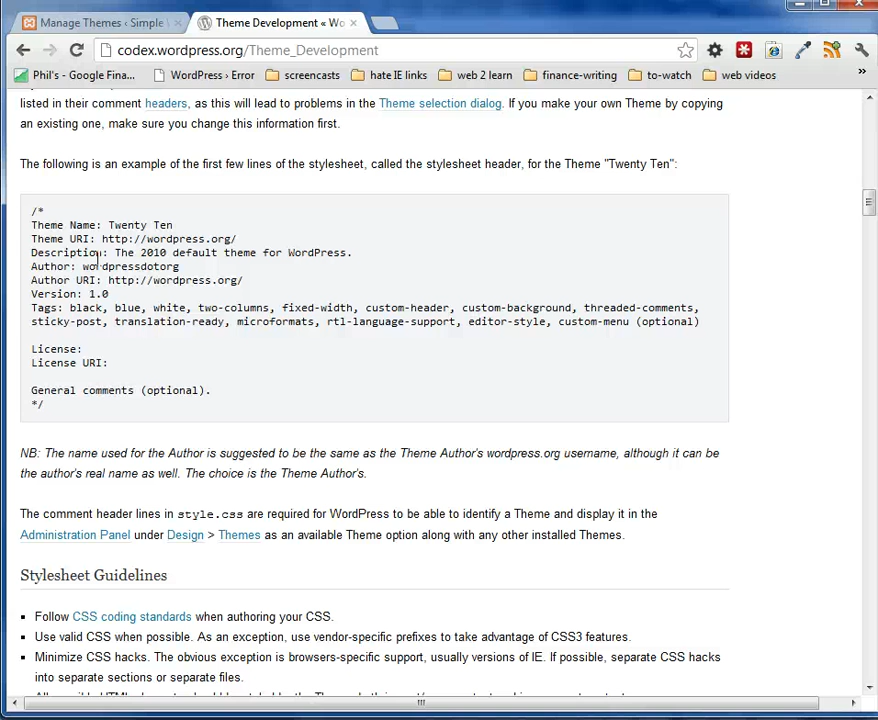 Manage Themes ‹ Simple
Theme Development « Wo
codex.wordpress.org/Theme_Development
Phil's - Google Fina...
WordPress › Error
screencasts
hate IE links
web 2 learn
finance-writing
to-watch
web videos
listed in their comment headers, as this will lead to problems in the Theme selection dialog. If you make your own Theme by copying
an existing one, make sure you change this information first.
The following is an example of the first few lines of the stylesheet, called the stylesheet header, for the Theme "Twenty Ten":
/*
Theme Name: Twenty Ten
Theme URI: http://wordpress.org/
Description: The 2010 default theme for WordPress.
Author: wordpressdotorg
Author URI: http://wordpress.org/
Version: 1.0
Tags: black, blue, white, two-columns, fixed-width, custom-header, custom-background, threaded-comments,
sticky-post, translation-ready, microformats, rtl-language-support, editor-style, custom-menu (optional)
License:
License URI:
General comments (optional).
*/
NB: The name used for the Author is suggested to be the same as the Theme Author's wordpress.org username, although it can be
the author's real name as well. The choice is the Theme Author's.
The comment header lines in style.css are required for WordPress to be able to identify a Theme and display it in the
Administration Panel under Design > Themes as an available Theme option along with any other installed Themes.
Stylesheet Guidelines
Follow CSS coding standards when authoring your CSS.
Use valid CSS when possible. As an exception, use vendor-specific prefixes to take advantage of CSS3 features.
Minimize CSS hacks. The obvious exception is browsers-specific support, usually versions of IE. If possible, separate CSS hacks
into separate sections or separate files.